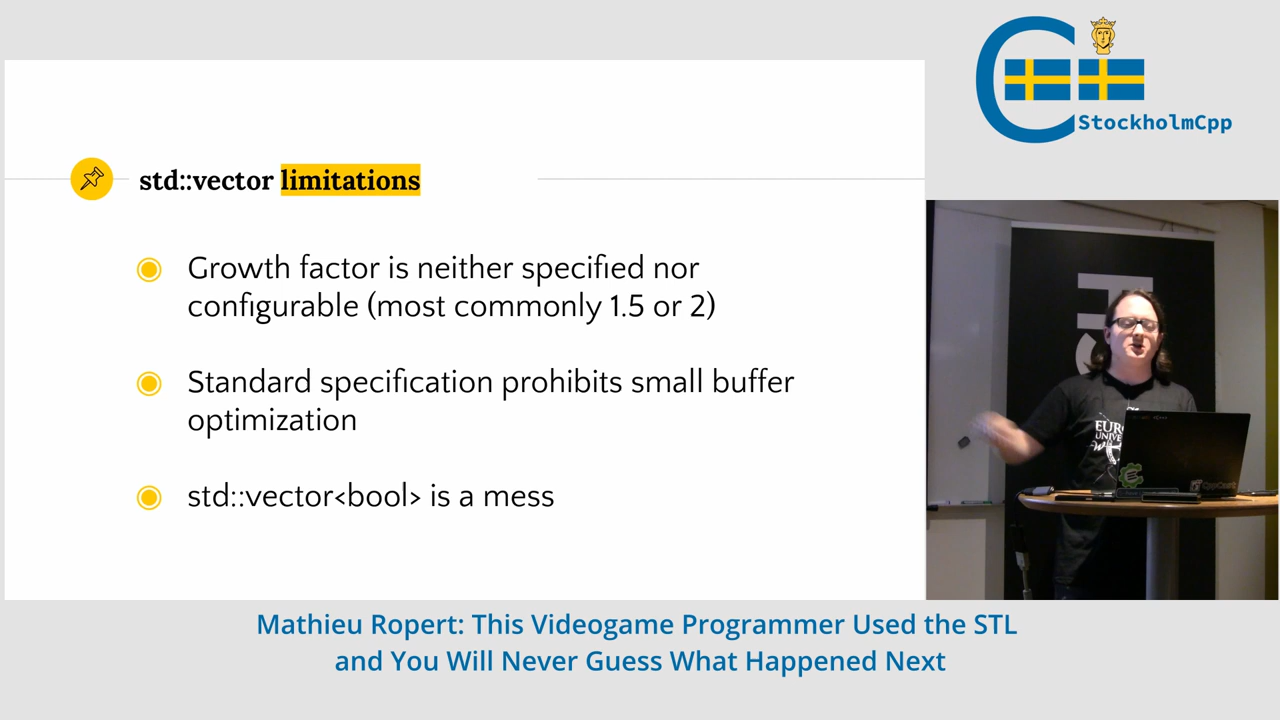 StockholmCpp
std::vector limitations
Growth factor is neither specified nor
configurable (most commonly 1.5 or 2)
Standard specification prohibits small buffer
optimization
std::vector<bool> is a mess
Mathieu Ropert: This Videogame Programmer Used the STL
and You Will Never Guess What Happened Next